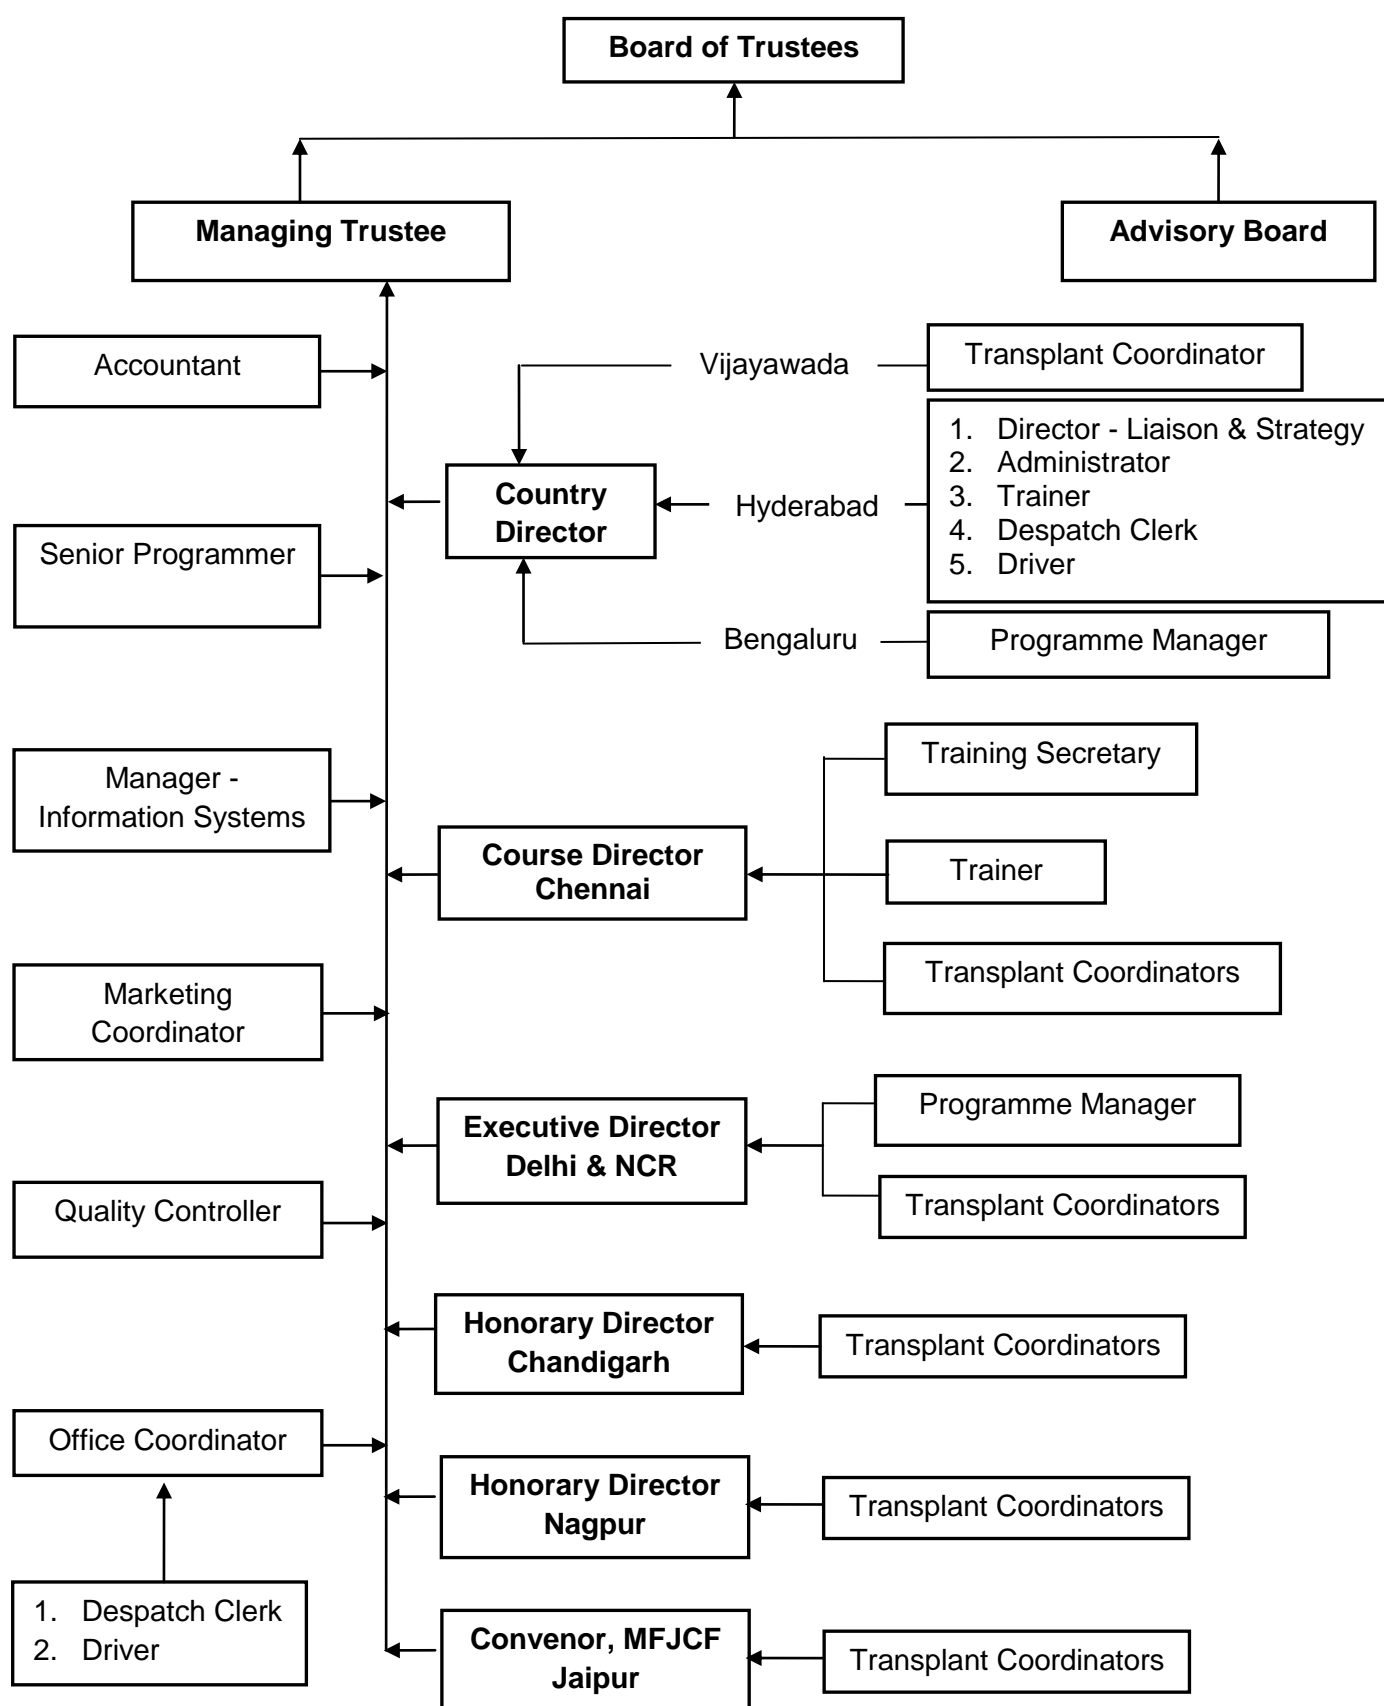 Board of Trustees
Managing Trustee
Advisory Board
Accountant
Vijayawada
Transplant Coordinator
1. Director - Liaison & Strategy
2. Administrator
3. Trainer
4. Despatch Clerk
5. Driver
Country
Director
Hyderabad
Senior Programmer
Bengaluru
Programme Manager
Training Secretary
Manager -
Information Systems
Course Director
Chennai
Trainer
Transplant Coordinators
Marketing
Coordinator
Programme Manager
Executive Director
Delhi & NCR
Transplant Coordinators
Quality Controller
Honorary Director
Chandigarh
Transplant Coordinators
Office Coordinator
Honorary Director
Nagpur
Transplant Coordinators
1. Despatch Clerk
2. Driver
Convenor, MFJCF
Jaipur
Transplant Coordinators